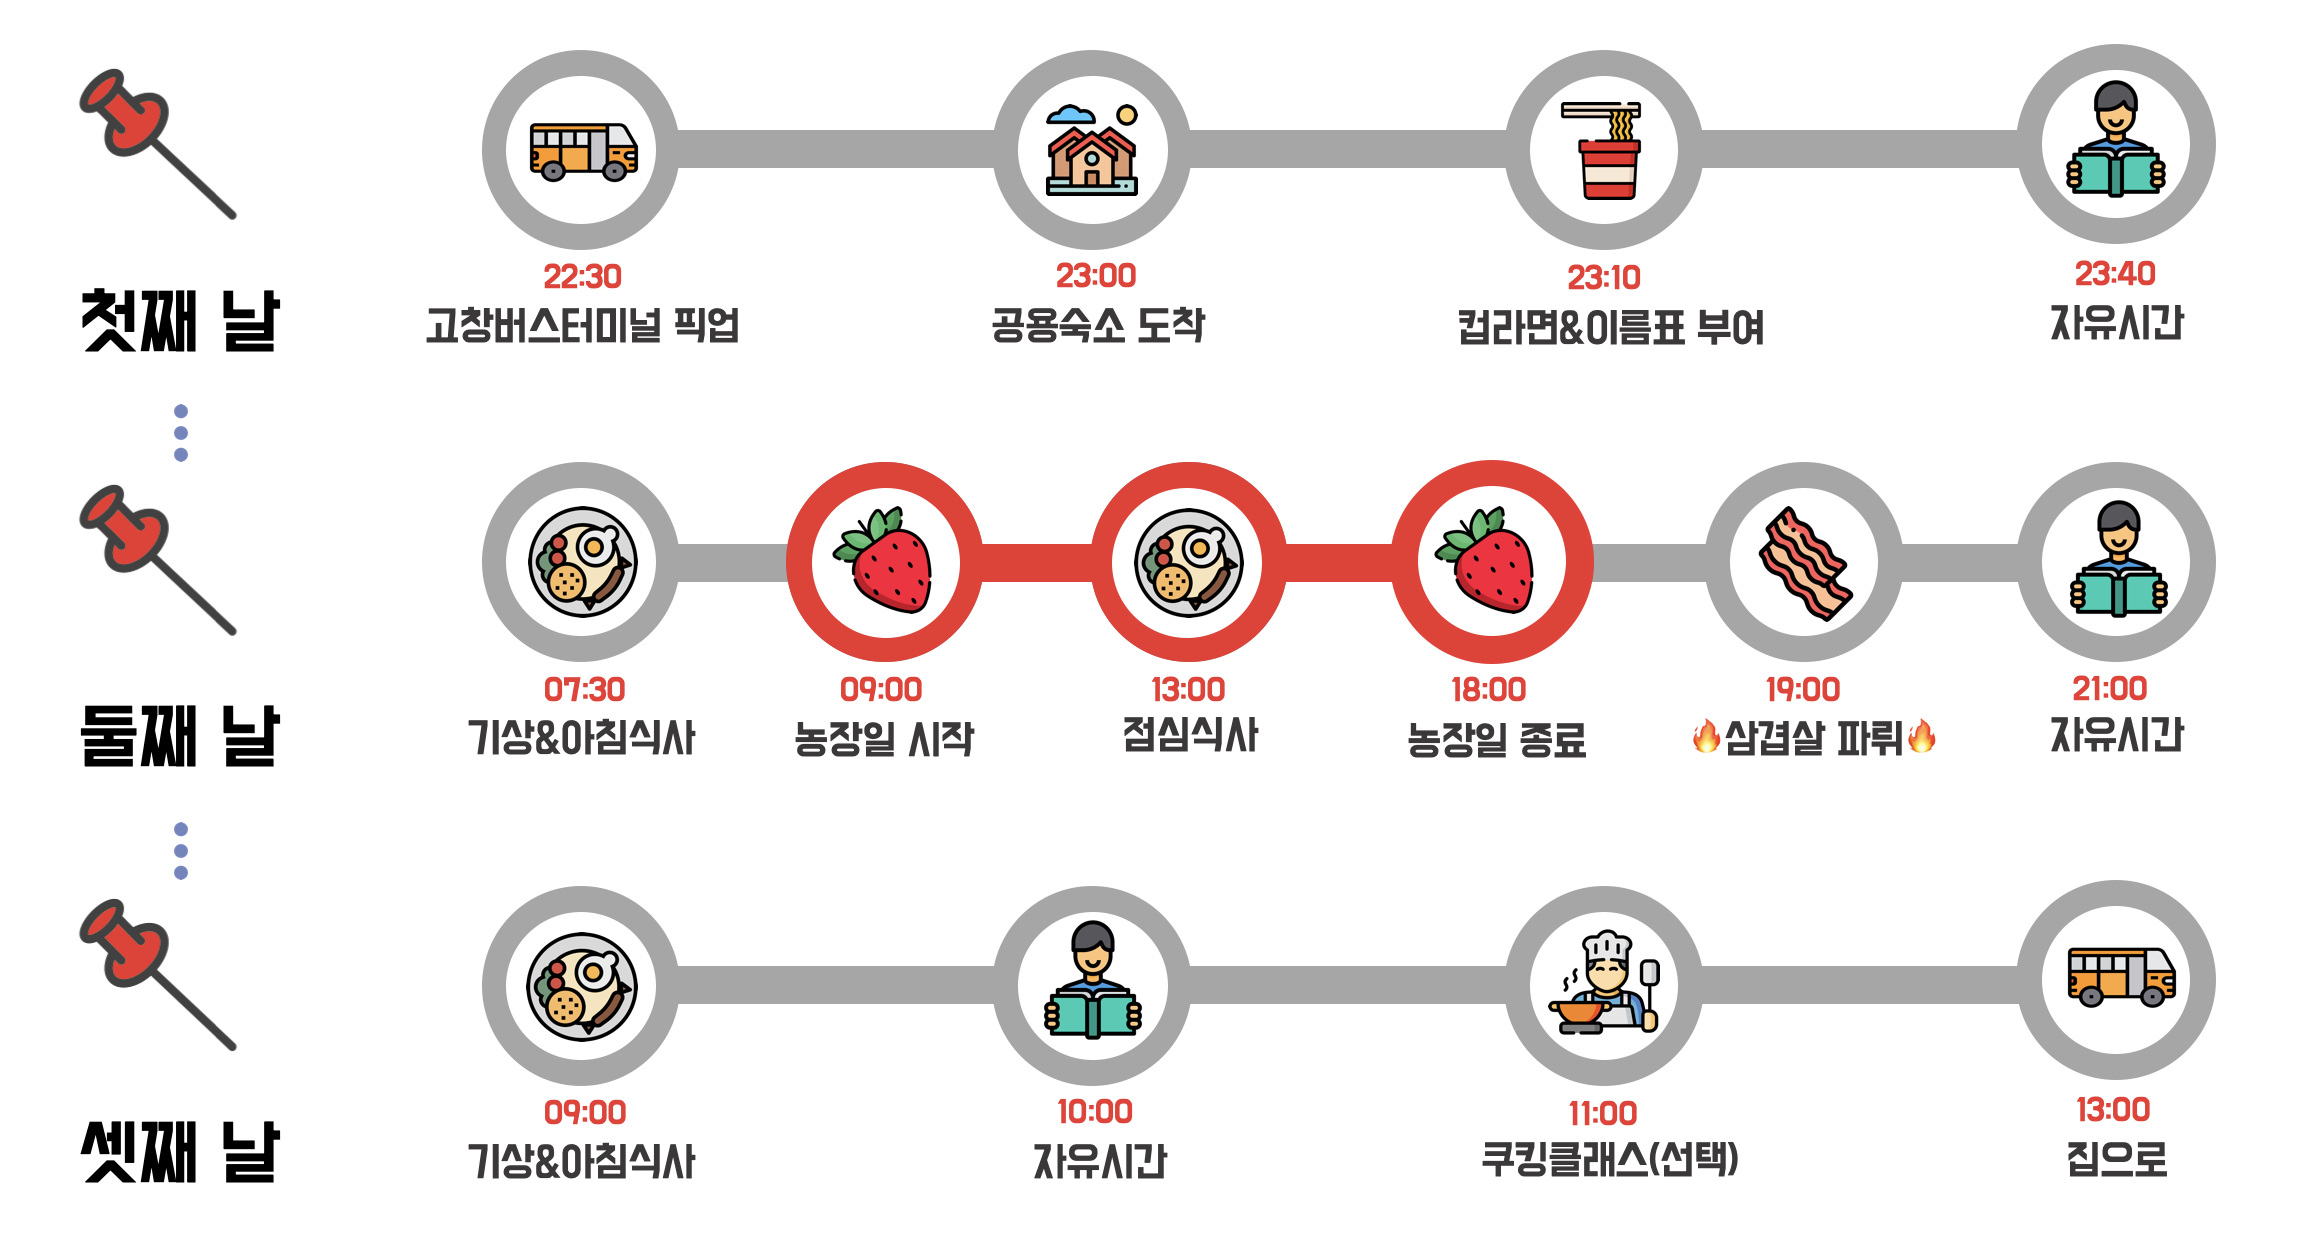 첫째 날
22:30
고창버스터미널 픽업
23:00
공용숙소 도착
23:10
컵라면&이름표 부여
23:40
자유시간
둘째 날
07:30
기상&아침식사
09:00
농장일 시작
13:00
점심식사
18:00
농장일 종료
19:00
🔥삼겹살 파뤼🔥
21:00
자유시간
셋째 날
09:00
기상&아침식사
10:00
자유시간
11:00
쿠킹클래스(선택)
13:00
집으로